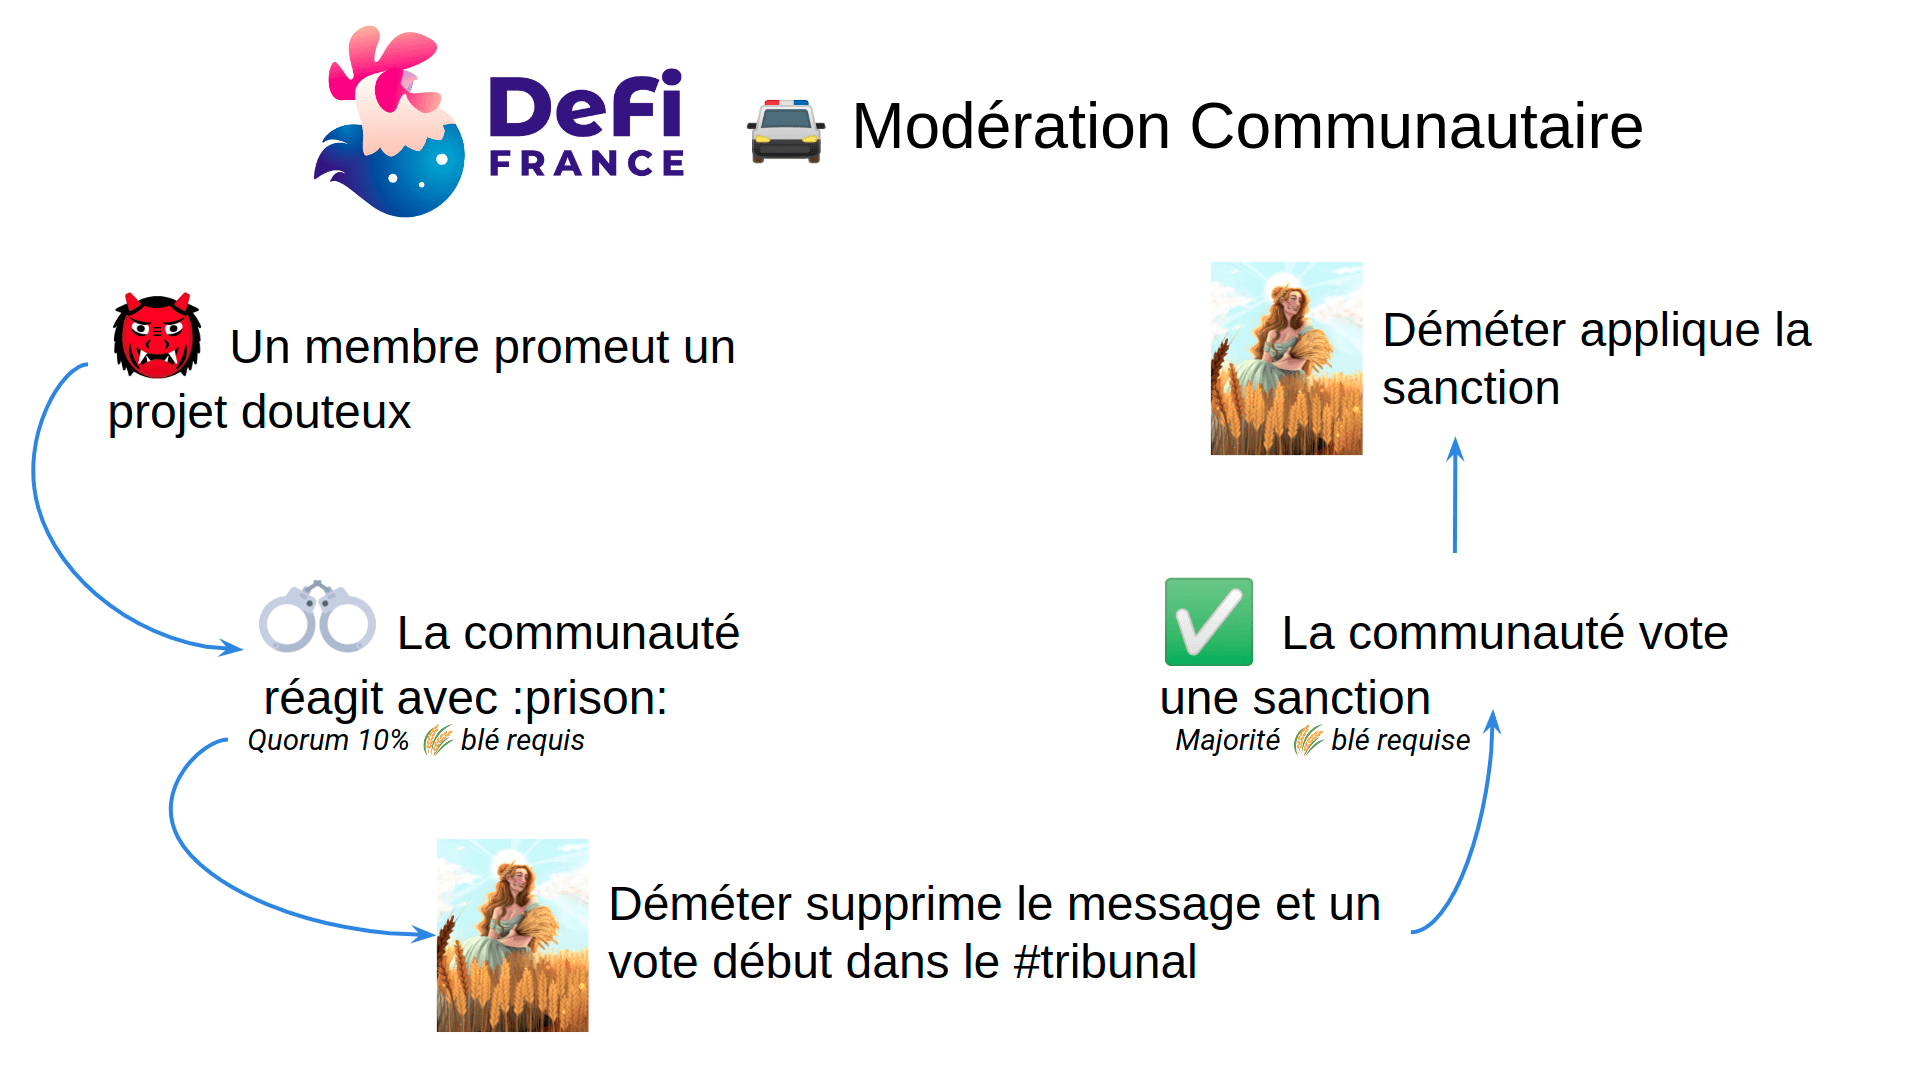 DeFi
FRANCE
Modération Communautaire
Un membre promeut un
projet douteux
La communauté
réagit avec :prison:
Quorum 10% blé requis
Déméter supprime le message et un
vote début dans le #tribunal
La communauté vote
une sanction
Majorité blé requise
Déméter applique la
sanction